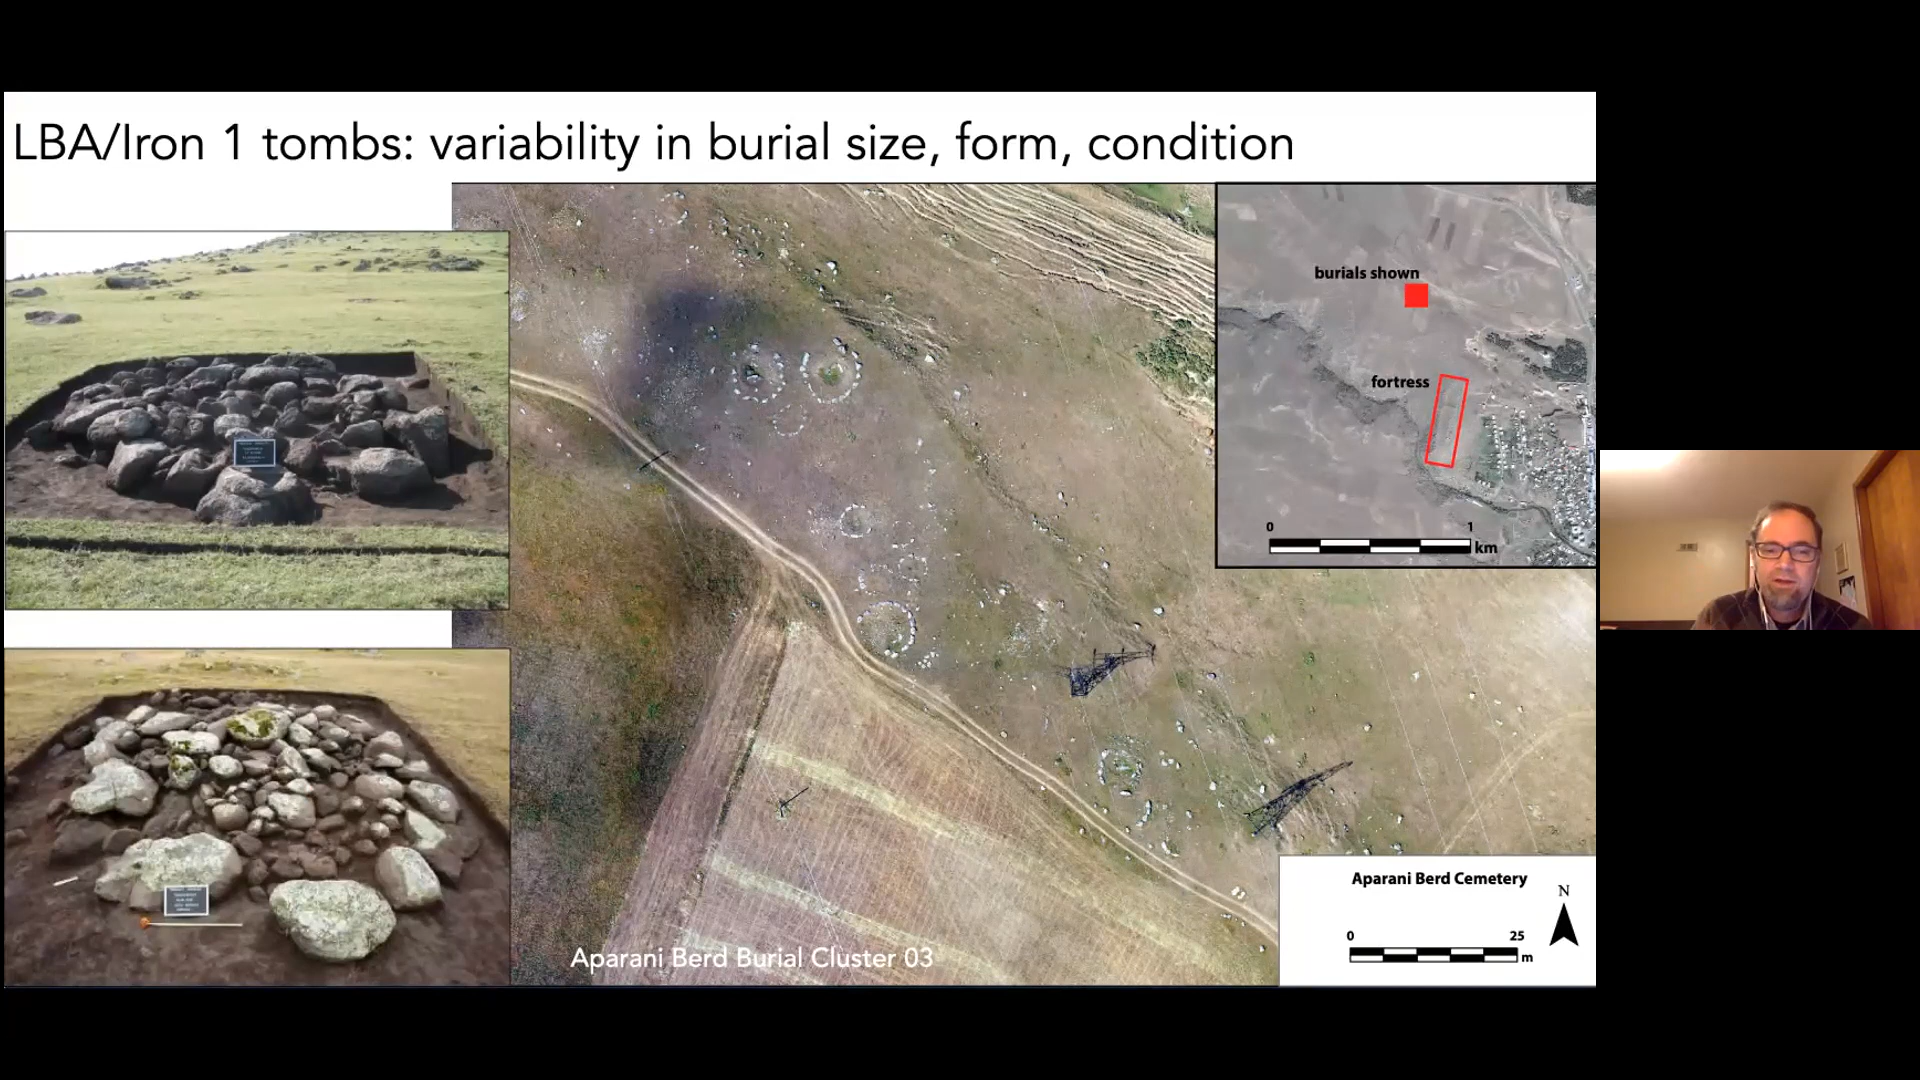 LBA/Iron 1 tombs: variability in burial size, form, condition
burials shown
fortress
0 1
km
Aparani Berd Cemetery
N
0 25
m
Aparani Berd Burial Cluster 03